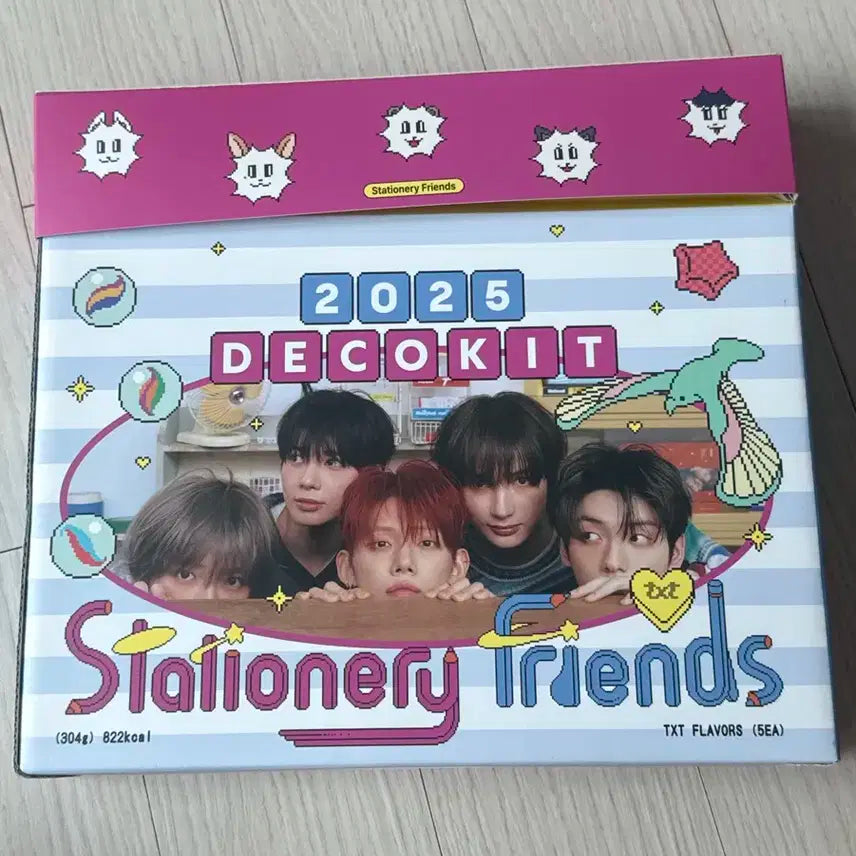 Stationery Friends
2025
DECOKIT
txt
Stationery Friends
(304g) 822kcal
TXT FLAVORS (5EA)